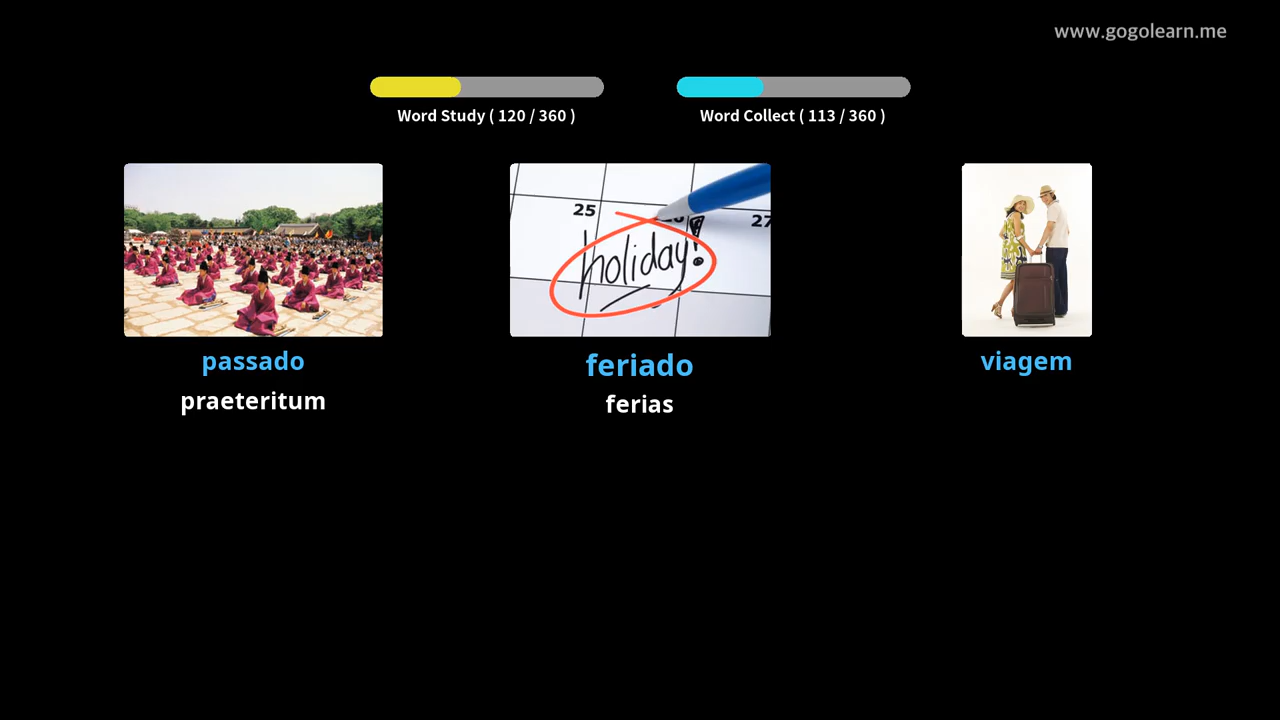 www.gogolearn.me
Word Study ( 120 / 360 )
Word Collect ( 113 / 360 )
25
27
holiday!
passado
feriado
viagem
praeteritum
ferias